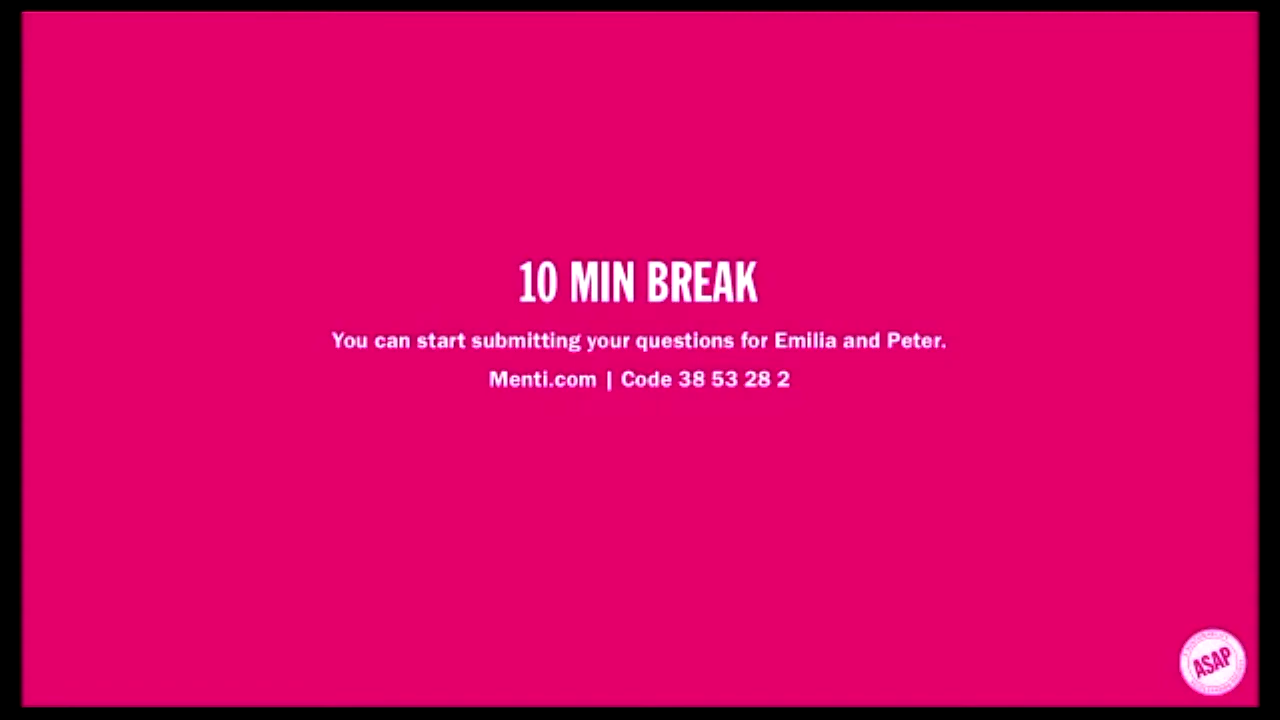 10 MIN BREAK
You can start submitting your questions for Emilia and Peter.
Menti.com | Code 38 53 28 2
ASAP